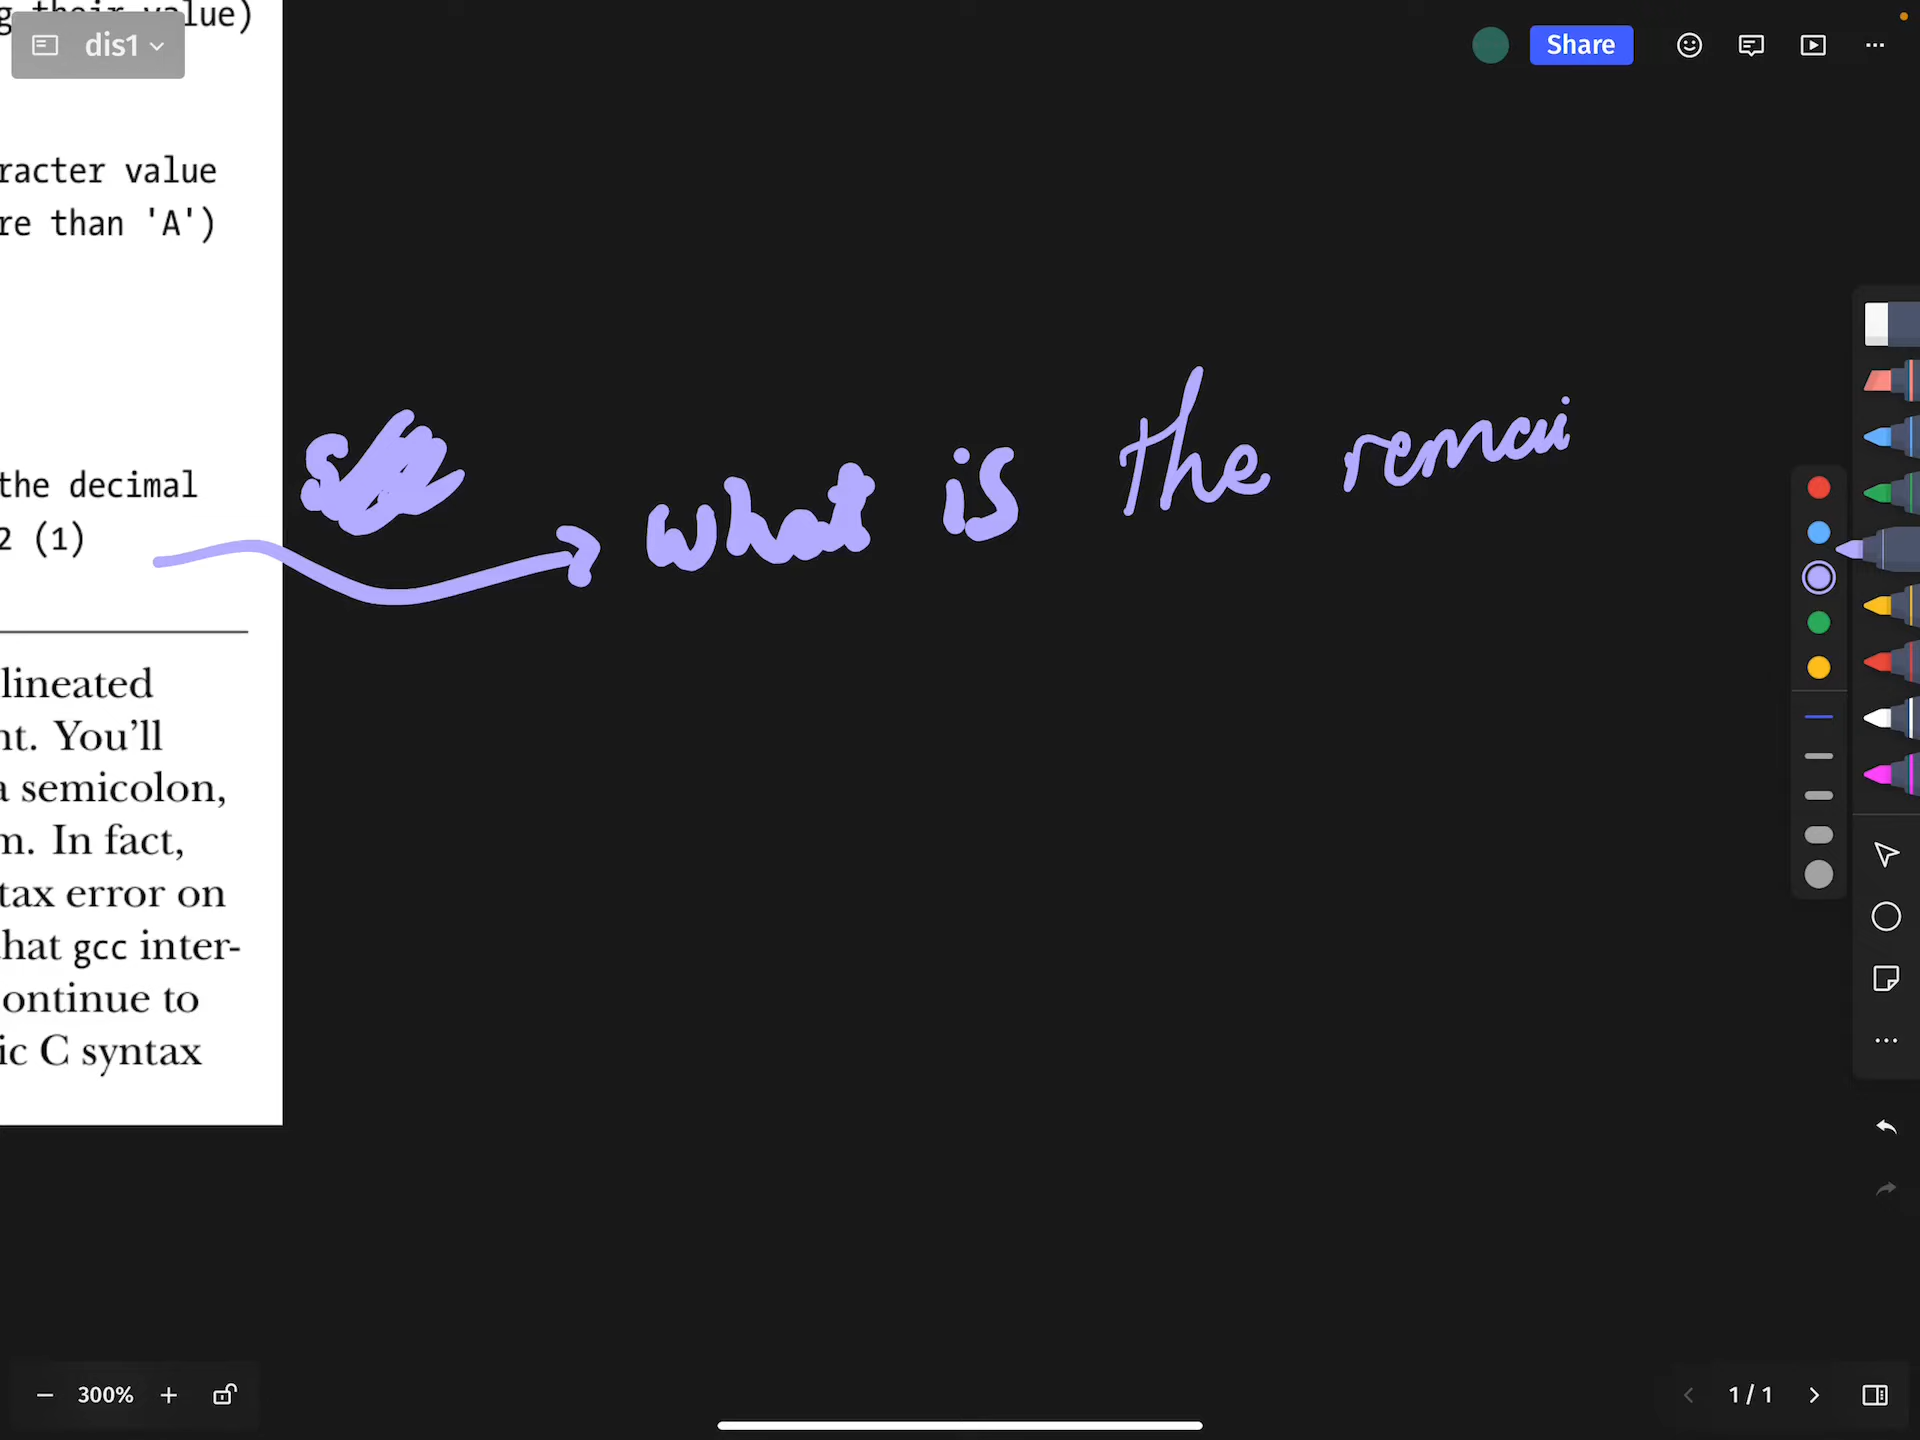 g their value)
dis1
Share
racter value
re than 'A')
what is the remai
the decimal
2 (1)
lineated
nt. You’ll
a semicolon,
m. In fact,
tax error on
hat gcc inter-
ontinue to
ic C syntax
300%
1 / 1